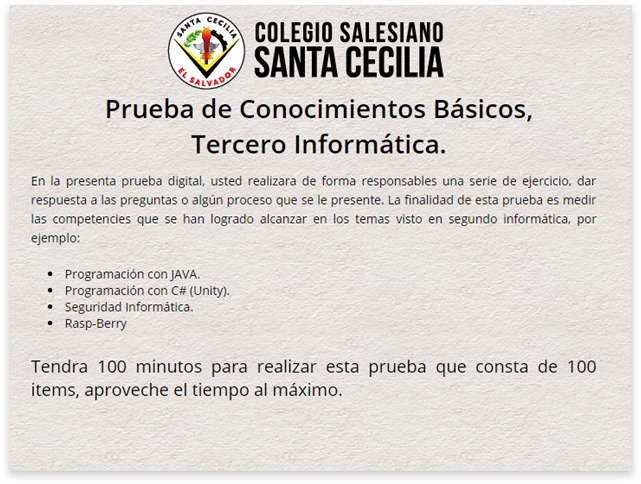 SANTA CECILIA
EL SALVADOR
COLEGIO SALESIANO
SANTA CECILIA
Prueba de Conocimientos Básicos,
Tercero Informática.
En la presenta prueba digital, usted realizara de forma responsables una serie de ejercicio, dar
respuesta a las preguntas o algún proceso que se le presente. La finalidad de esta prueba es medir
las competencies que se han logrado alcanzar en los temas visto en segundo informática, por
ejemplo:
• Programación con JAVA.
• Programación con C# (Unity).
• Seguridad Informática.
• Rasp-Berry
Tendra 100 minutos para realizar esta prueba que consta de 100
items, aproveche el tiempo al máximo.